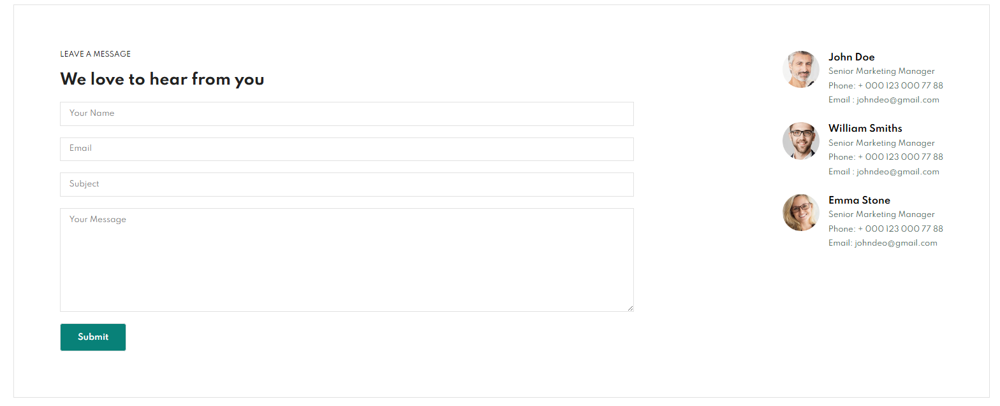 LEAVE A MESSAGE
We love to hear from you
Your Name
Email
Subject
Your Message
Submit
John Doe
Senior Marketing Manager
Phone: + 000 123 000 77 88
Email : johndeo@gmail.com
William Smiths
Senior Marketing Manager
Phone: + 000 123 000 77 88
Email : johndeo@gmail.com
Emma Stone
Senior Marketing Manager
Phone: + 000 123 000 77 88
Email: johndeo@gmail.com